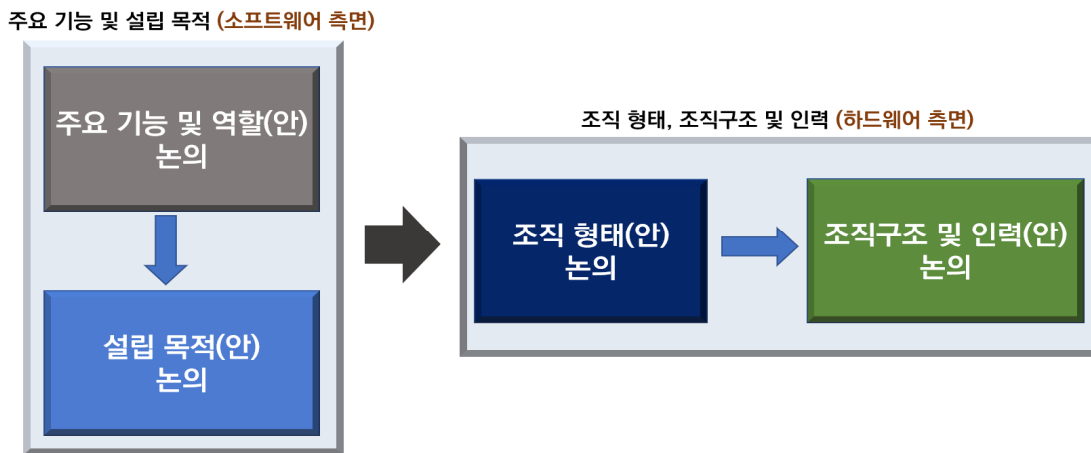 주요 기능 및 설립 목적 (소프트웨어 측면)
주요 기능 및 역할(안)
논의
설립 목적(안)
논의
조직 형태, 조직구조 및 인력 (하드웨어 측면)
조직 형태(안)
논의
조직구조 및 인력(안)
논의